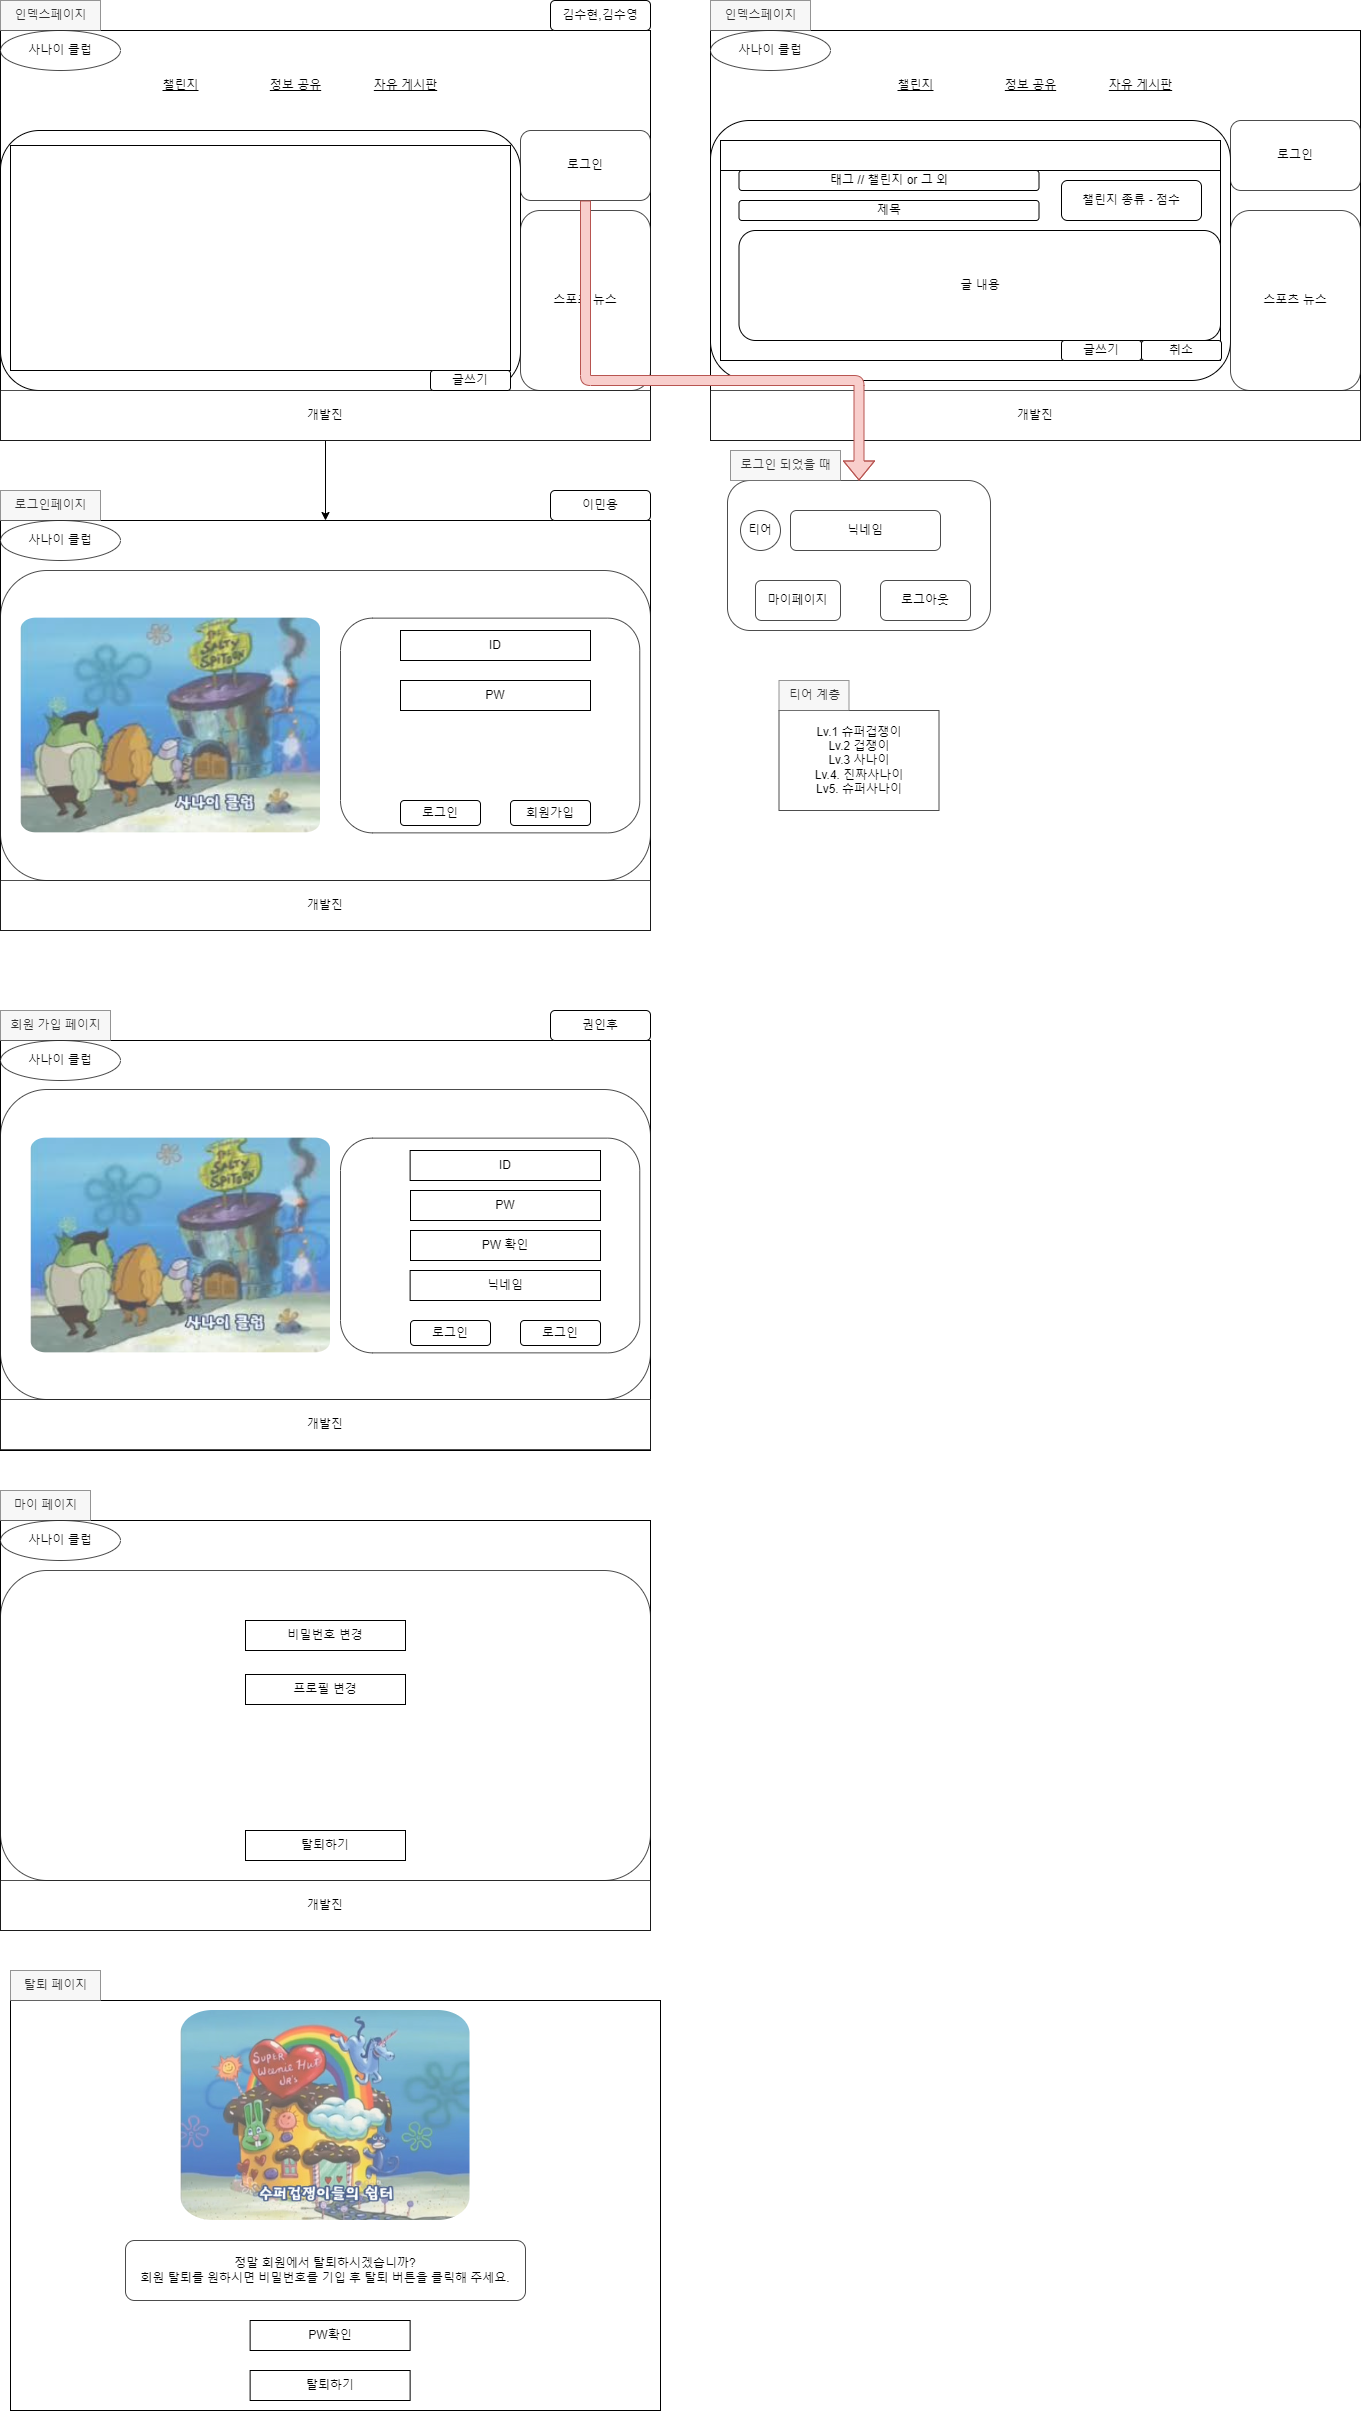 인덱스페이지
김수현,김수영
사나이 클럽
챌린지
정보 공유
자유 게시판
로그인
스포츠 뉴스
글쓰기
개발진
인덱스페이지
사나이 클럽
챌린지
정보 공유
자유 게시판
로그인
태그 // 챌린지 or 그 외
제목
챌린지 종류 - 점수
글 내용
스포츠 뉴스
글쓰기
취소
개발진
로그인 되었을 때
티어
닉네임
마이페이지
로그아웃
티어 계층
Lv.1 슈퍼겁쟁이
Lv.2 겁쟁이
Lv.3 사나이
Lv.4. 진짜사나이
Lv5. 슈퍼사나이
로그인페이지
이민용
사나이 클럽
THE
SALTY
SPITOON
사나이 클럽
ID
PW
로그인
회원가입
개발진
회원 가입 페이지
권인후
사나이 클럽
THE
SALTY
SPITOON
사나이 클럽
ID
PW
PW 확인
닉네임
로그인
로그인
개발진
마이 페이지
사나이 클럽
비밀번호 변경
프로필 변경
탈퇴하기
개발진
탈퇴 페이지
SUPER
Weenie Hut
JR's
슈퍼겁쟁이들의 쉼터
정말 회원에서 탈퇴하시겠습니까?
회원 탈퇴를 원하시면 비밀번호를 기입 후 탈퇴 버튼을 클릭해 주세요.
PW확인
탈퇴하기